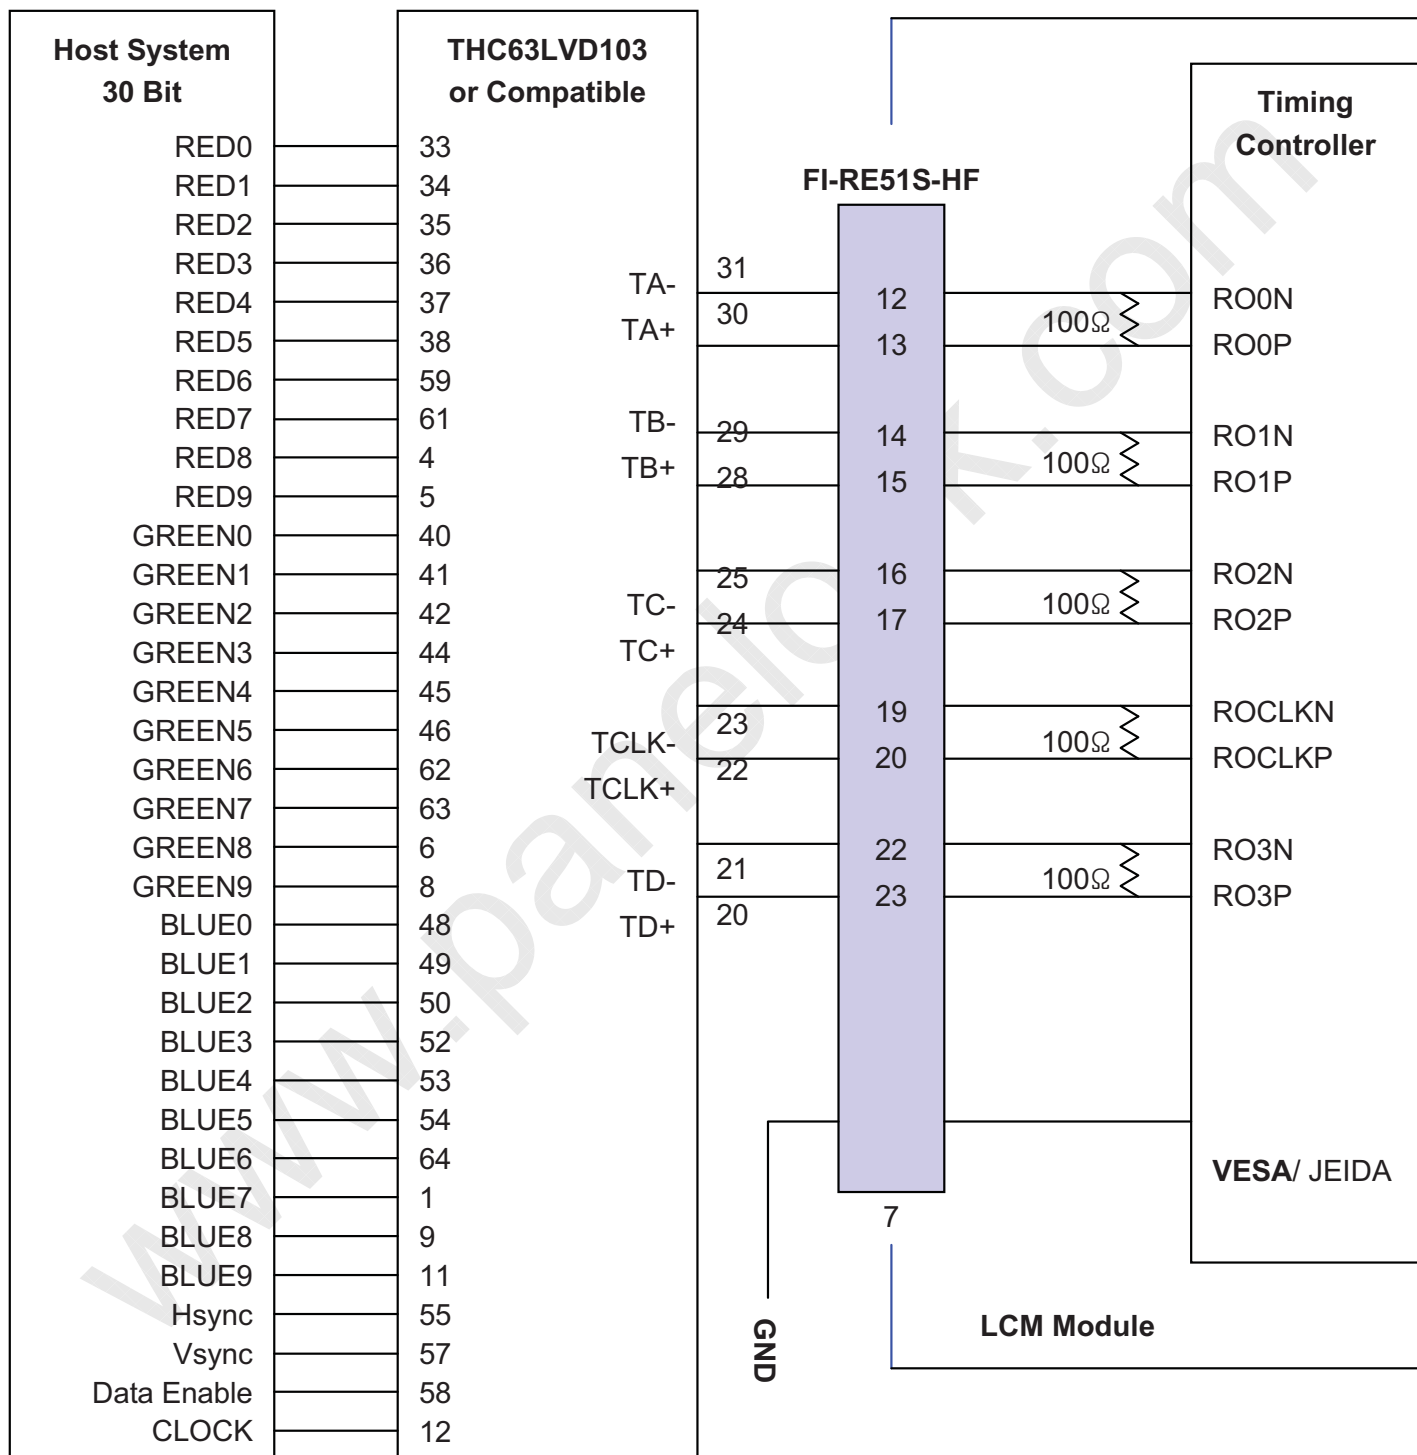 Host System
30 Bit
RED0 33
RED1 34
RED2 35
RED3 36
RED4 37
RED5 38
RED6 59
RED7 61
RED8 4
RED9 5
GREEN0 40
GREEN1 41
GREEN2 42
GREEN3 44
GREEN4 45
GREEN5 46
GREEN6 62
GREEN7 63
GREEN8 6
GREEN9 8
BLUE0 48
BLUE1 49
BLUE2 50
BLUE3 52
BLUE4 53
BLUE5 54
BLUE6 64
BLUE7 1
BLUE8 9
BLUE9 11
Hsync 55
Vsync 57
Data Enable 58
CLOCK 12
THC63LVD103
or Compatible
TA- 31
TA+ 30
TB- 29
TB+ 28
TC- 25
TC+ 24
TCLK- 23
TCLK+ 22
TD- 21
TD+ 20
FI-RE51S-HF
12
13
14
15
16
17
19
20
22
23
7
GND
100Ω
100Ω
100Ω
100Ω
100Ω
Timing
Controller
RO0N
RO0P
RO1N
RO1P
RO2N
RO2P
ROCLKN
ROCLKP
RO3N
RO3P
VESA/ JEIDA
LCM Module